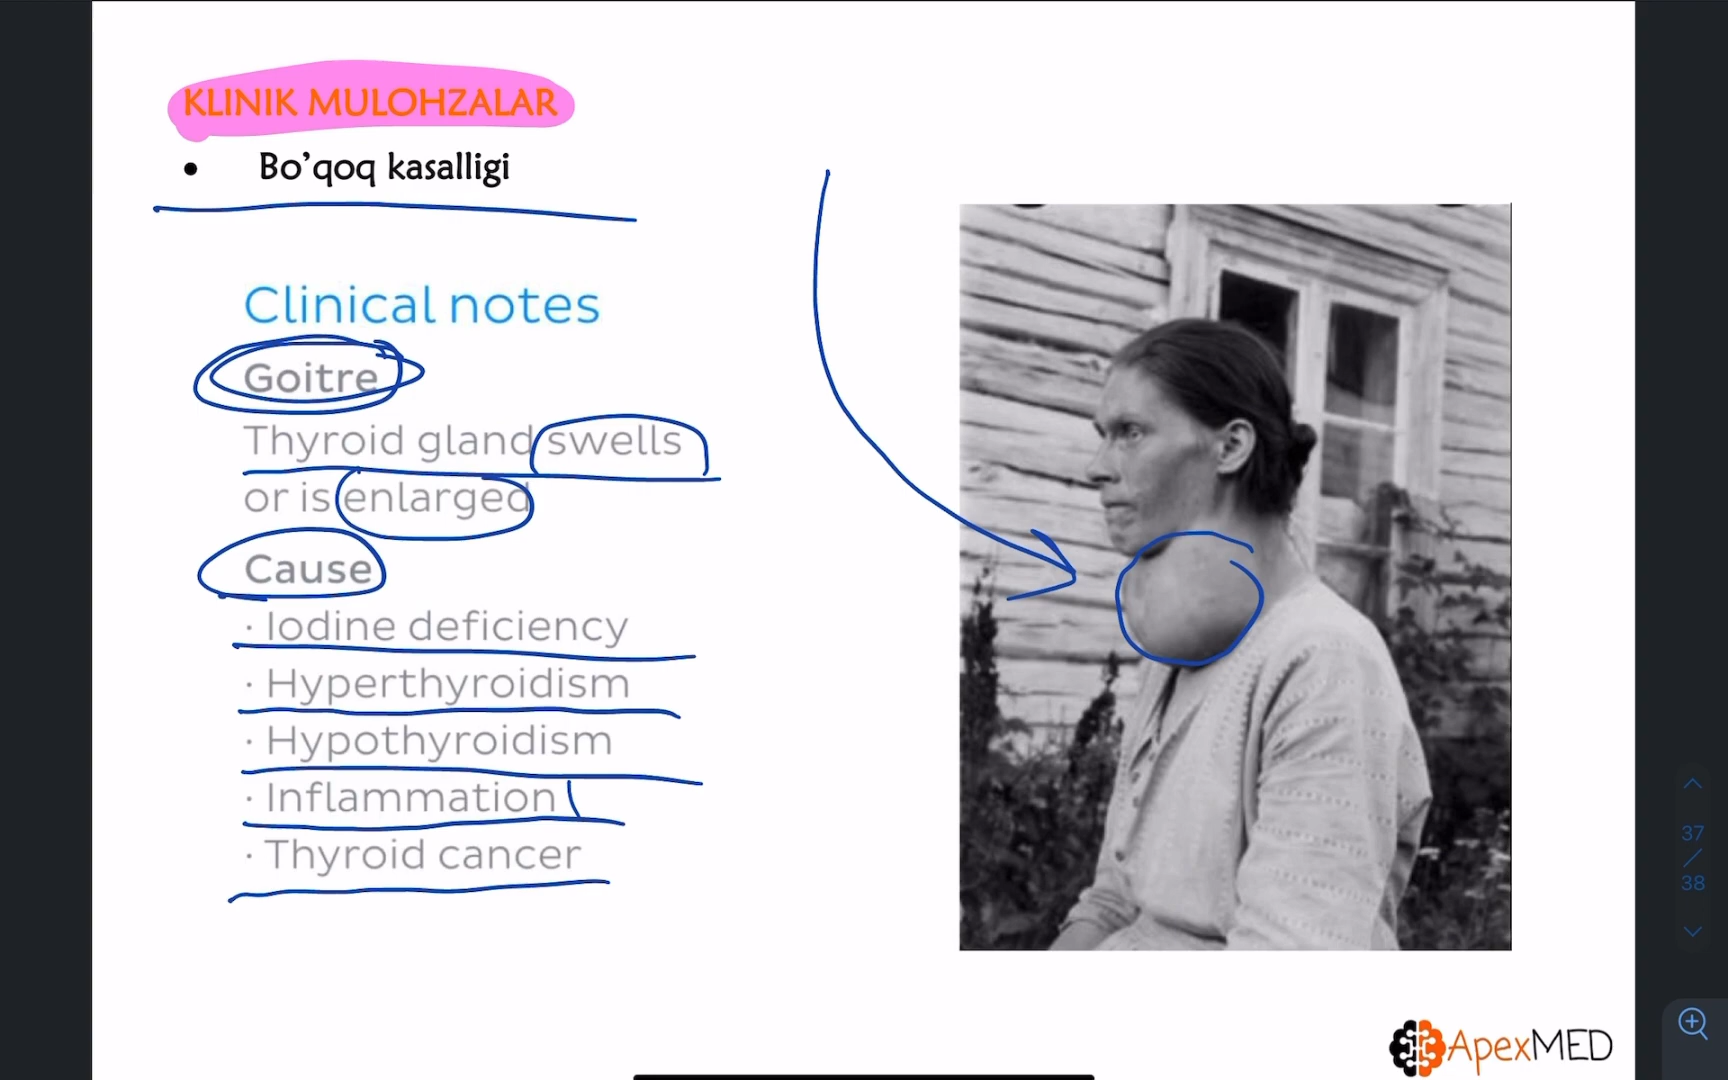 KLINIK MULOHZALAR
• Bo’qoq kasalligi
Clinical notes
Goitre
Thyroid gland swells
or is enlarged
Cause
· Iodine deficiency
· Hyperthyroidism
· Hypothyroidism
· Inflammation
· Thyroid cancer
37
/
38
ApexMED